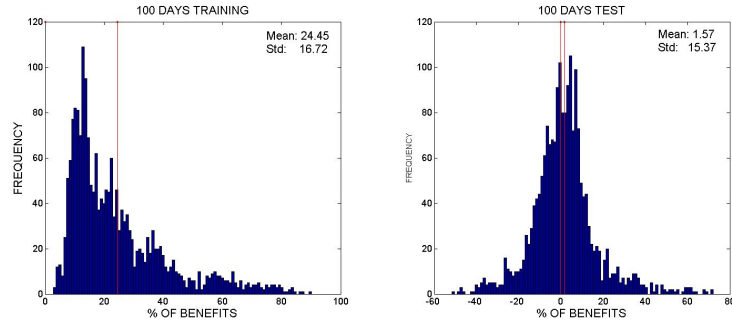 100 DAYS TRAINING
Mean: 24.45
Std: 16.72
FREQUENCY
120
100
80
60
40
20
0
0 20 40 60 80 100
% OF BENEFITS
100 DAYS TEST
Mean: 1.57
Std: 15.37
FREQUENCY
120
100
80
60
40
20
0
-60 -40 -20 0 20 40 60 80
% OF BENEFITS